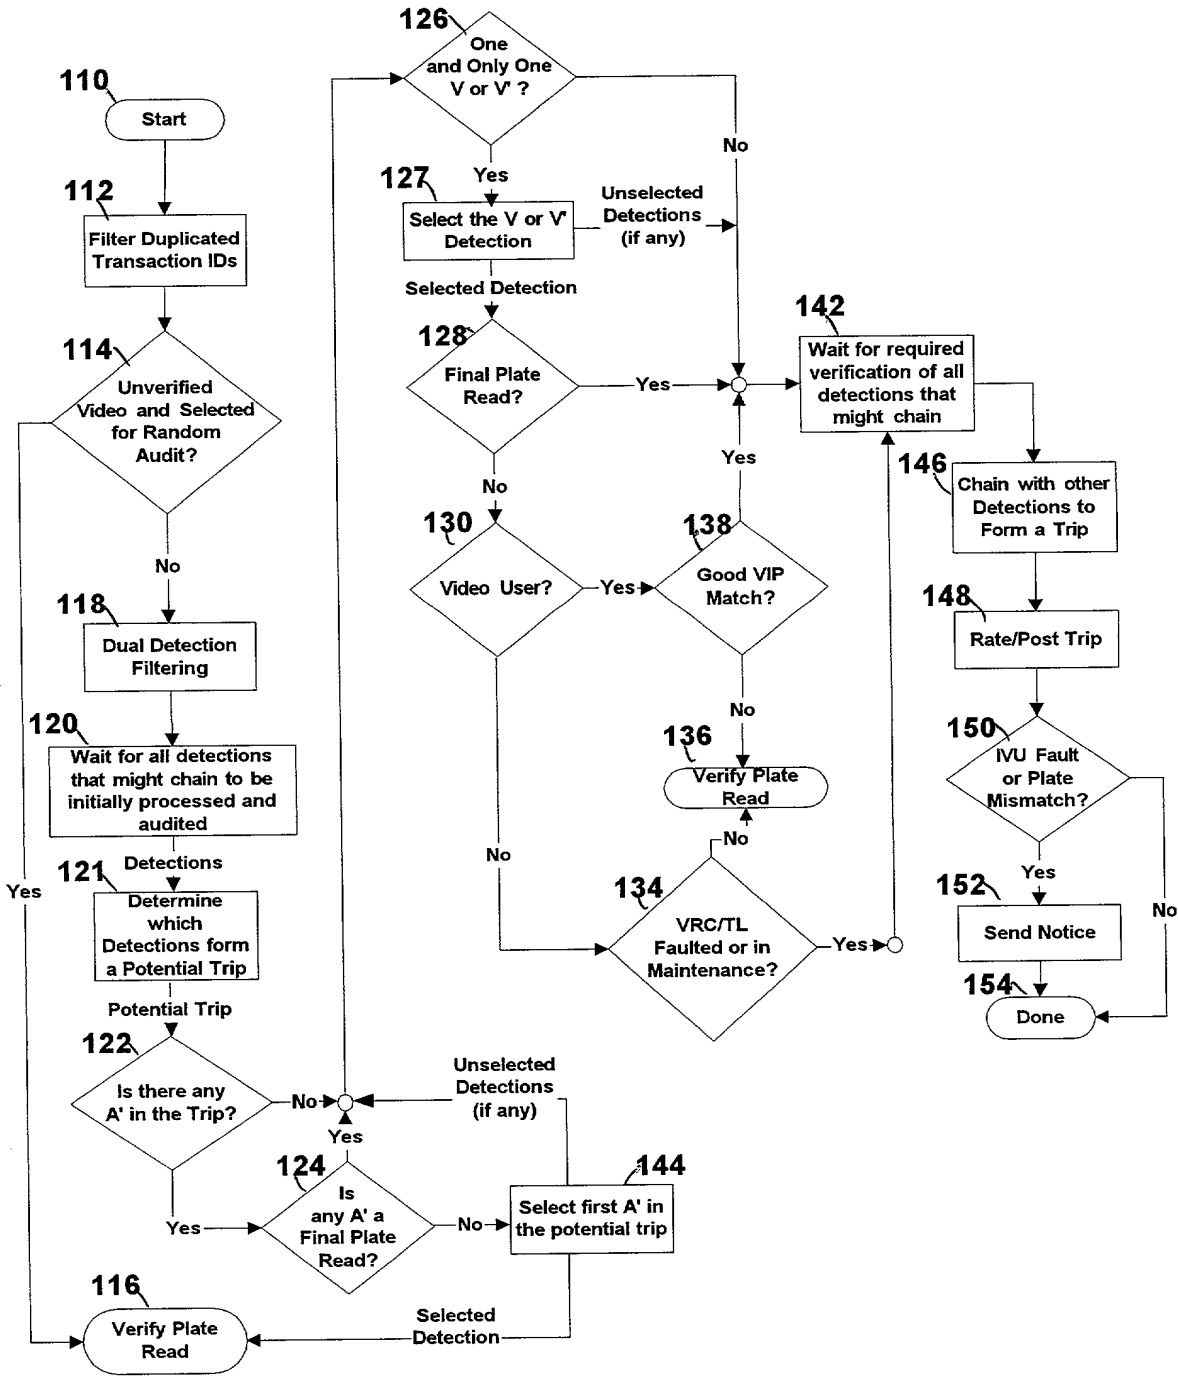 110
Start
112
Filter Duplicated
Transaction IDs
114
Unverified
Video and Selected
for Random
Audit?
No
118
Dual Detection
Filtering
120
Wait for all detections
that might chain to be
initially processed and
audited
Detections
Yes
121
Determine
which
Detections form
a Potential Trip
Potential Trip
122
Is there any
A' in the Trip?
No
Yes
Yes
124
Is
any A' a
Final Plate
Read?
No
144
Select first A' in
the potential trip
Unselected
Detections
(if any)
Selected
Detection
116
Verify Plate
Read
126
One
and Only One
V or V' ?
No
Yes
127
Select the V or V'
Detection
Unselected
Detections
(if any)
Selected Detection
128
Final Plate
Read?
Yes
No
130
Video User?
Yes
No
138
Good VIP
Match?
Yes
No
136
Verify Plate
Read
No
134
VRC/TL
Faulted or in
Maintenance?
Yes
142
Wait for required
verification of all
detections that
might chain
146
Chain with other
Detections to
Form a Trip
148
Rate/Post Trip
150
IVU Fault
or Plate
Mismatch?
Yes
No
152
Send Notice
154
Done